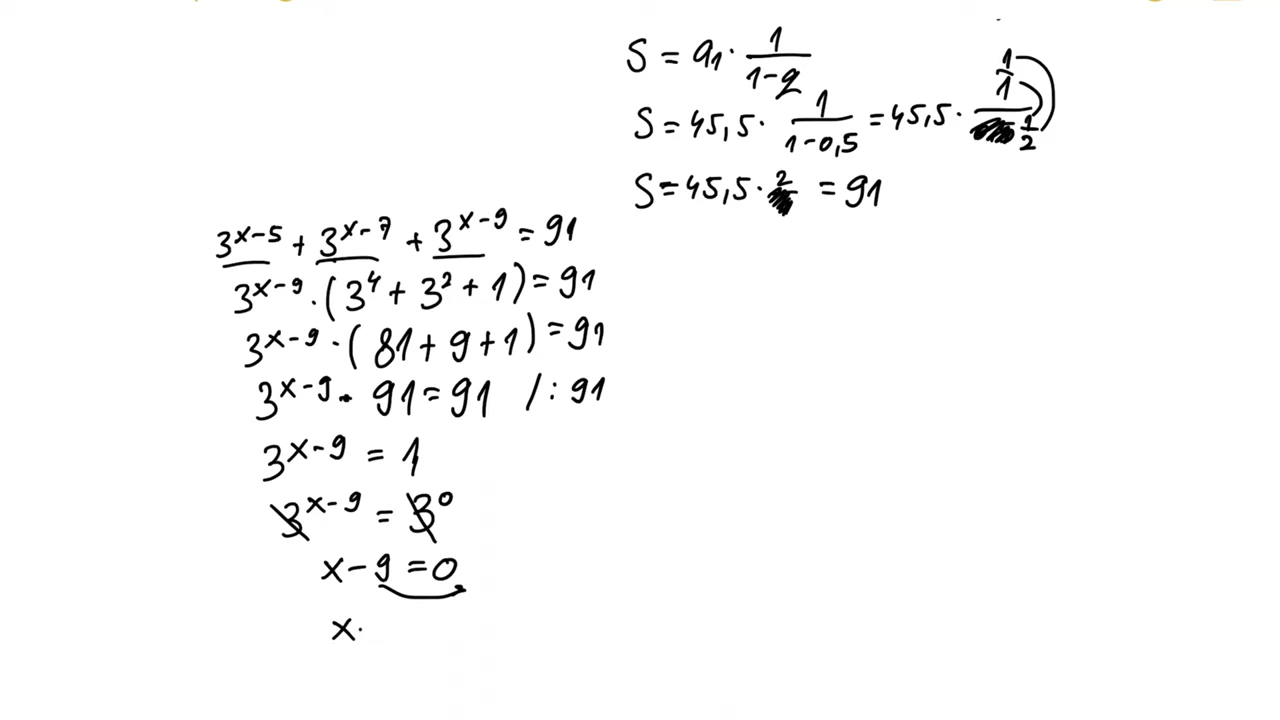 S = a₁ · 1/(1-q)
S = 45,5 · 1/(1-0,5) = 45,5 · (1/1)/(1/2)
S = 45,5 · 2 = 91
3^(x-5) + 3^(x-7) + 3^(x-9) = 91
3^(x-9) · (3^4 + 3^2 + 1) = 91
3^(x-9) · (81 + 9 + 1) = 91
3^(x-9) · 91 = 91 /: 91
3^(x-9) = 1
3^(x-9) = 3^0
x - 9 = 0
x